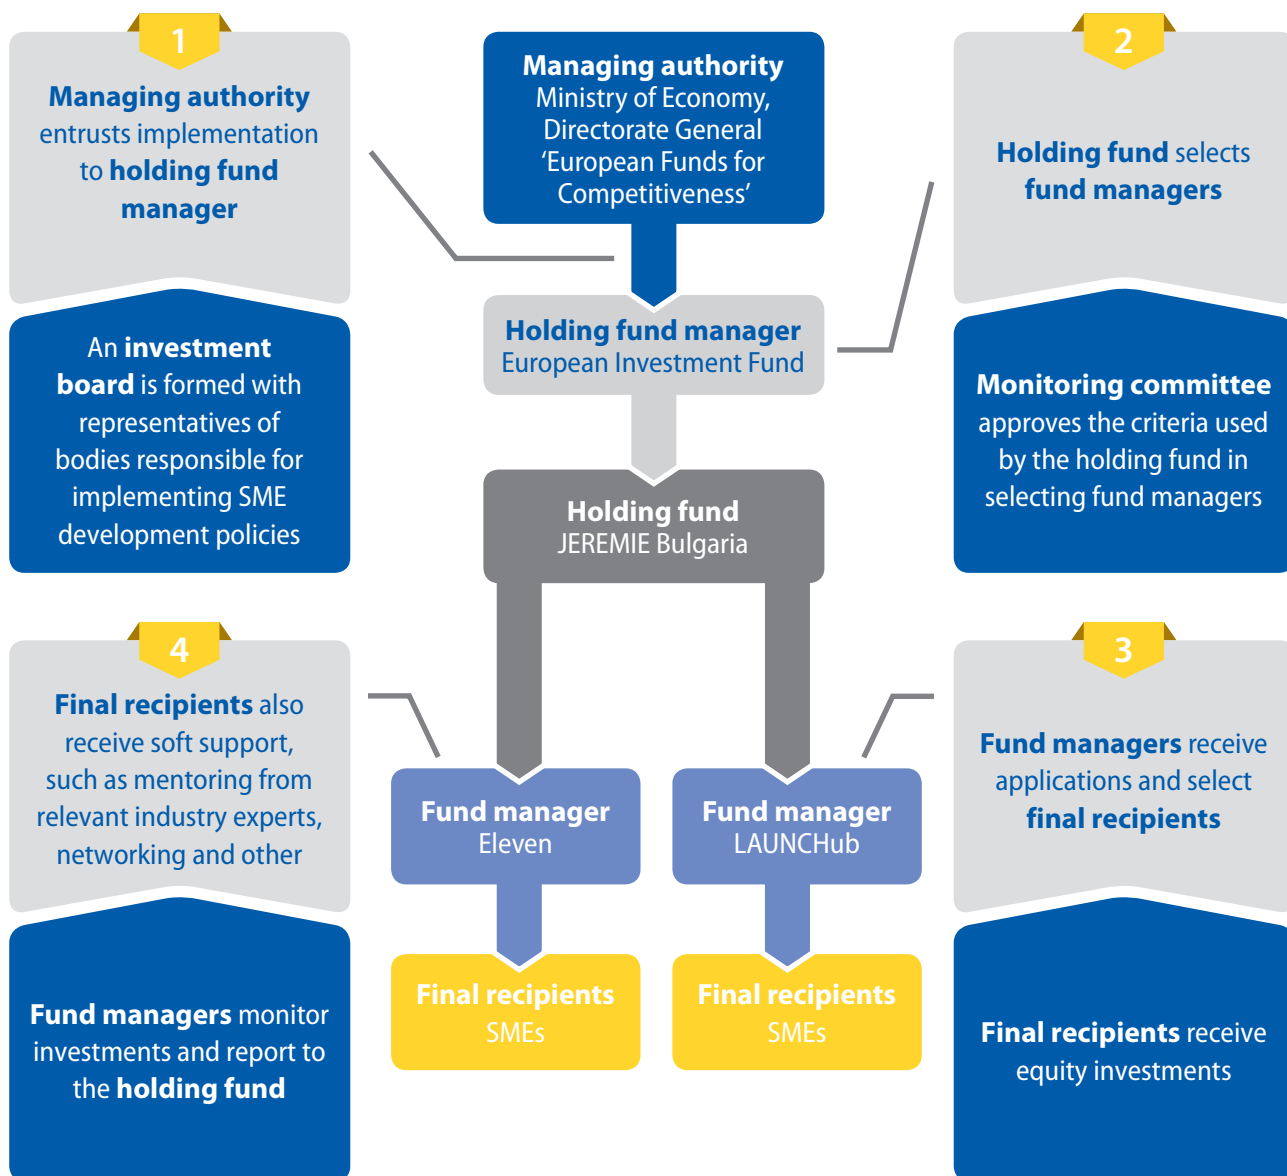 1
Managing authority
entrusts implementation
to holding fund
manager
An investment
board is formed with
representatives of
bodies responsible for
implementing SME
development policies
Managing authority
Ministry of Economy,
Directorate General
‘European Funds for
Competitiveness’
Holding fund manager
European Investment Fund
Holding fund
JEREMIE Bulgaria
2
Holding fund selects
fund managers
Monitoring committee
approves the criteria used
by the holding fund in
selecting fund managers
4
Final recipients also
receive soft support,
such as mentoring from
relevant industry experts,
networking and other
Fund managers monitor
investments and report to
the holding fund
Fund manager
Eleven
Final recipients
SMEs
Fund manager
LAUNCHub
Final recipients
SMEs
3
Fund managers receive
applications and select
final recipients
Final recipients receive
equity investments